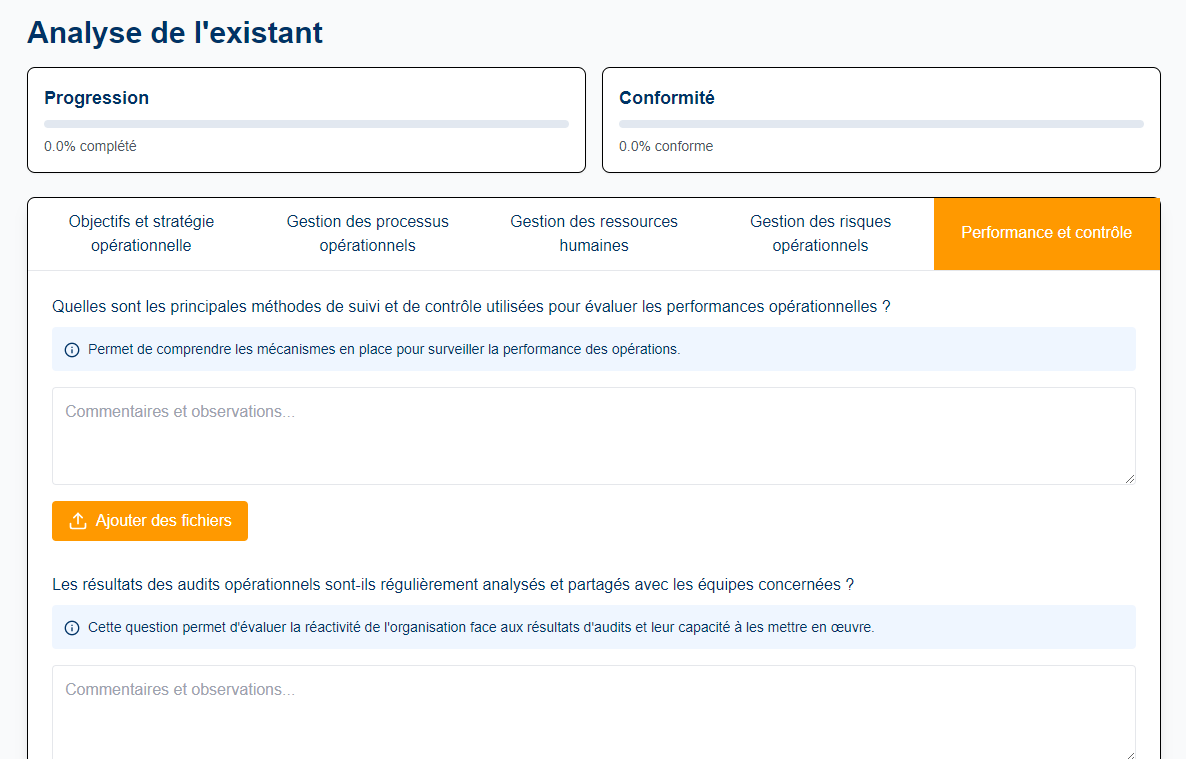 Analyse de l'existant
Progression
0.0% complété
Conformité
0.0% conforme
Objectifs et stratégie
opérationnelle
Gestion des processus
opérationnels
Gestion des ressources
humaines
Gestion des risques
opérationnels
Performance et contrôle
Quelles sont les principales méthodes de suivi et de contrôle utilisées pour évaluer les performances opérationnelles ?
Permet de comprendre les mécanismes en place pour surveiller la performance des opérations.
Commentaires et observations...
Ajouter des fichiers
Les résultats des audits opérationnels sont-ils régulièrement analysés et partagés avec les équipes concernées ?
Cette question permet d'évaluer la réactivité de l'organisation face aux résultats d'audits et leur capacité à les mettre en œuvre.
Commentaires et observations...